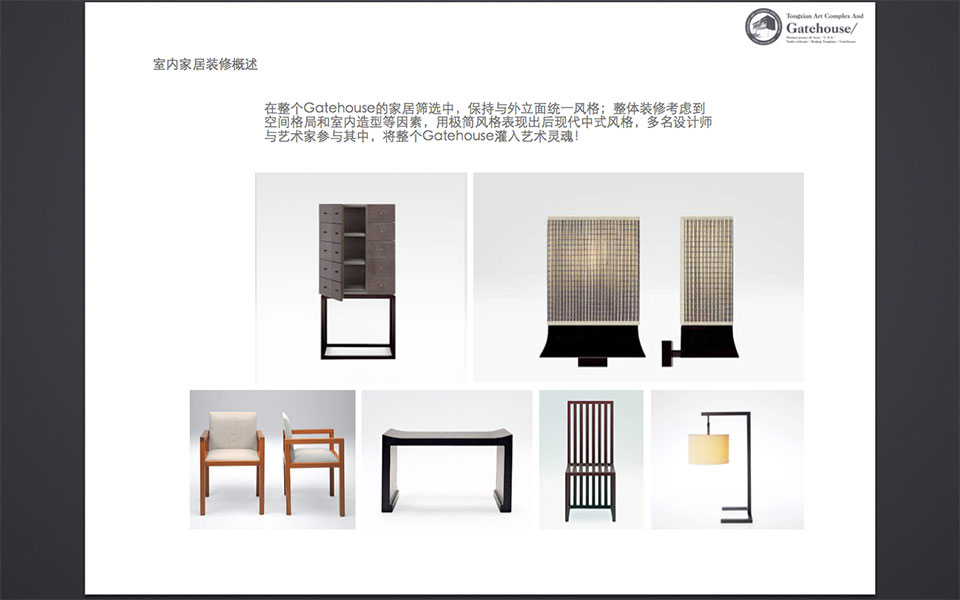 Tongxian Art Complex And
Gatehouse/
室内家居装修概述
在整个Gatehouse的家居筛选中，保持与外立面统一风格；整体装修考虑到
空间格局和室内造型等因素，用极简风格表现出后现代中式风格，多名设计师
与艺术家参与其中，将整个Gatehouse灌入艺术灵魂！